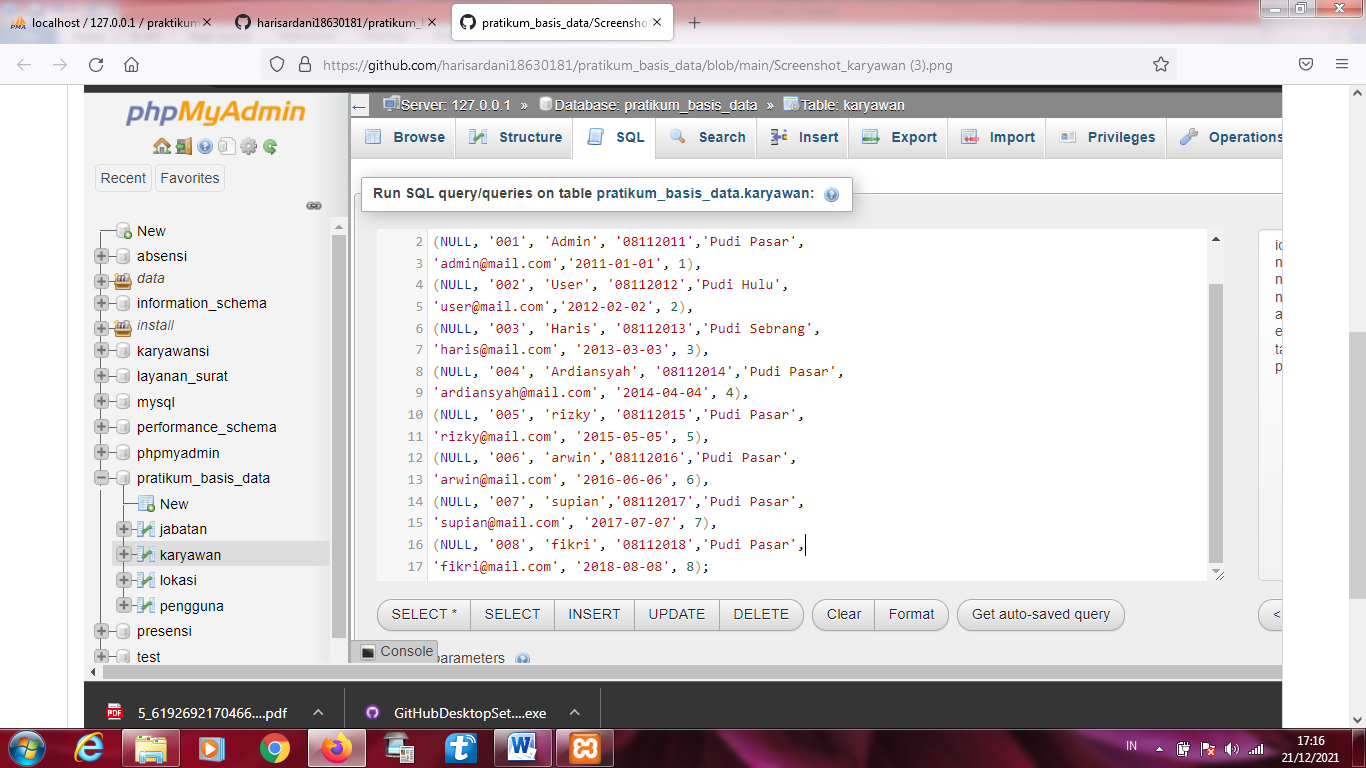 localhost / 127.0.0.1 / praktikum
harisardani18630181/pratikum_
pratikum_basis_data/Screenshot
https://github.com/harisardani18630181/pratikum_basis_data/blob/main/Screenshot_karyawan (3).png
phpMyAdmin
Recent
Favorites
New
absensi
data
information_schema
install
karyawansi
layanan_surat
mysql
performance_schema
phpmyadmin
pratikum_basis_data
New
jabatan
karyawan
lokasi
pengguna
presensi
test
Server: 127.0.0.1 » Database: pratikum_basis_data » Table: karyawan
Browse Structure SQL Search Insert Export Import Privileges Operations
Run SQL query/queries on table pratikum_basis_data.karyawan:
2 (NULL, '001', 'Admin', '08112011','Pudi Pasar',
3 'admin@mail.com','2011-01-01', 1),
4 (NULL, '002', 'User', '08112012','Pudi Hulu',
5 'user@mail.com','2012-02-02', 2),
6 (NULL, '003', 'Haris', '08112013','Pudi Sebrang',
7 'haris@mail.com', '2013-03-03', 3),
8 (NULL, '004', 'Ardiansyah', '08112014','Pudi Pasar',
9 'ardiansyah@mail.com', '2014-04-04', 4),
10 (NULL, '005', 'rizky', '08112015','Pudi Pasar',
11 'rizky@mail.com', '2015-05-05', 5),
12 (NULL, '006', 'arwin','08112016','Pudi Pasar',
13 'arwin@mail.com', '2016-06-06', 6),
14 (NULL, '007', 'supian','08112017','Pudi Pasar',
15 'supian@mail.com', '2017-07-07', 7),
16 (NULL, '008', 'fikri', '08112018','Pudi Pasar',
17 'fikri@mail.com', '2018-08-08', 8);
SELECT * SELECT INSERT UPDATE DELETE Clear Format Get auto-saved query <
Console
parameters
5_6192692170466....pdf
GitHubDesktopSet....exe
IN
17:16
21/12/2021